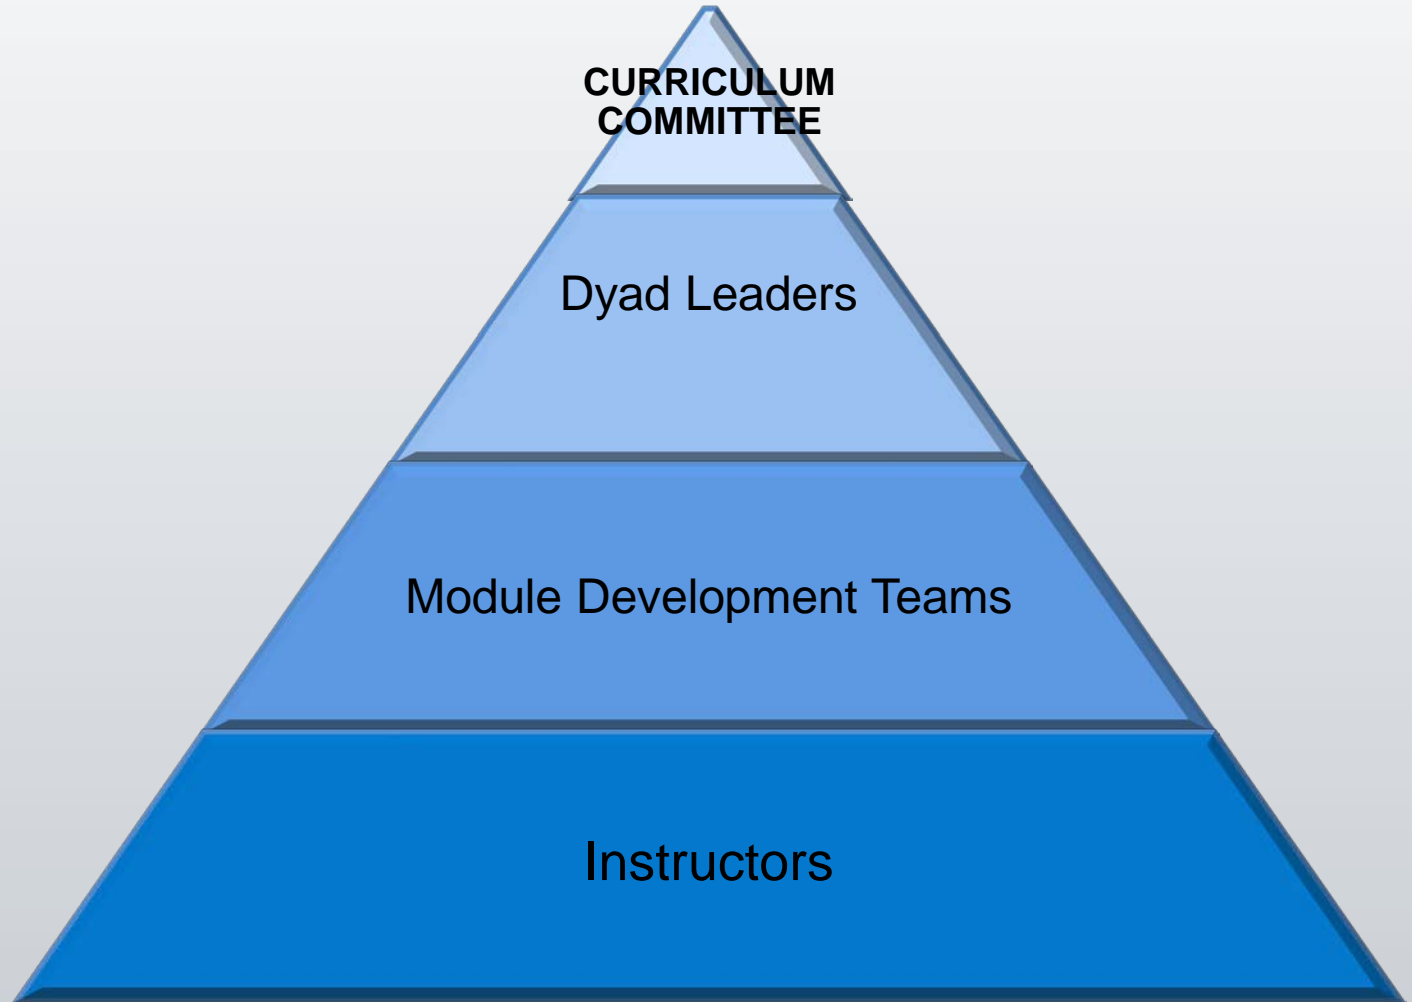 CURRICULUM
COMMITTEE
Dyad Leaders
Module Development Teams
Instructors